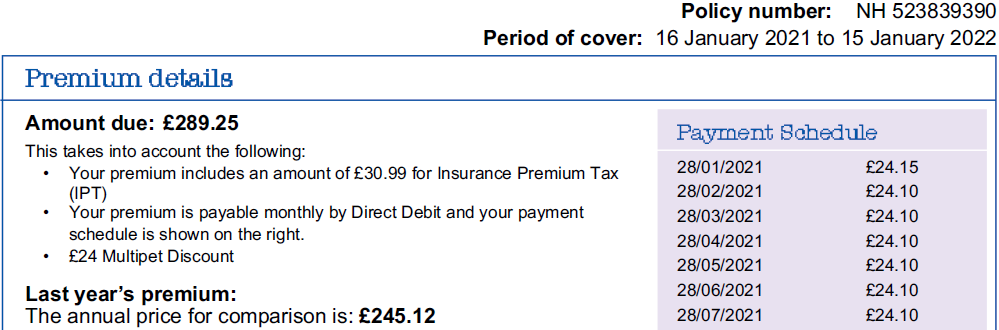 Policy number: NH 523839390
Period of cover: 16 January 2021 to 15 January 2022
Premium details
Amount due: £289.25
This takes into account the following:
• Your premium includes an amount of £30.99 for Insurance Premium Tax
(IPT)
• Your premium is payable monthly by Direct Debit and your payment
schedule is shown on the right.
• £24 Multipet Discount
Last year's premium:
The annual price for comparison is: £245.12
Payment Schedule
28/01/2021 £24.15
28/02/2021 £24.10
28/03/2021 £24.10
28/04/2021 £24.10
28/05/2021 £24.10
28/06/2021 £24.10
28/07/2021 £24.10